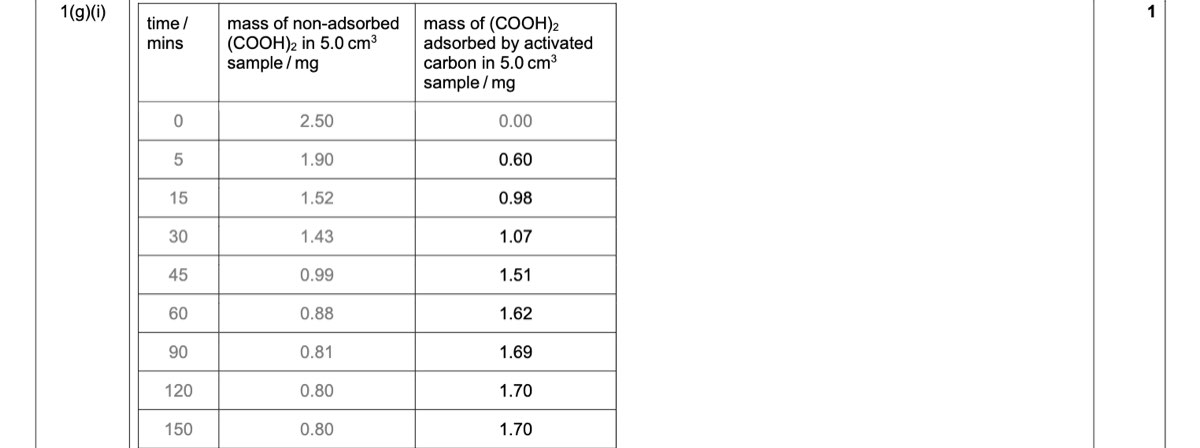 1(g)(i)
1
time / mins | mass of non-adsorbed (COOH)₂ in 5.0 cm³ sample / mg | mass of (COOH)₂ adsorbed by activated carbon in 5.0 cm³ sample / mg
0 | 2.50 | 0.00
5 | 1.90 | 0.60
15 | 1.52 | 0.98
30 | 1.43 | 1.07
45 | 0.99 | 1.51
60 | 0.88 | 1.62
90 | 0.81 | 1.69
120 | 0.80 | 1.70
150 | 0.80 | 1.70